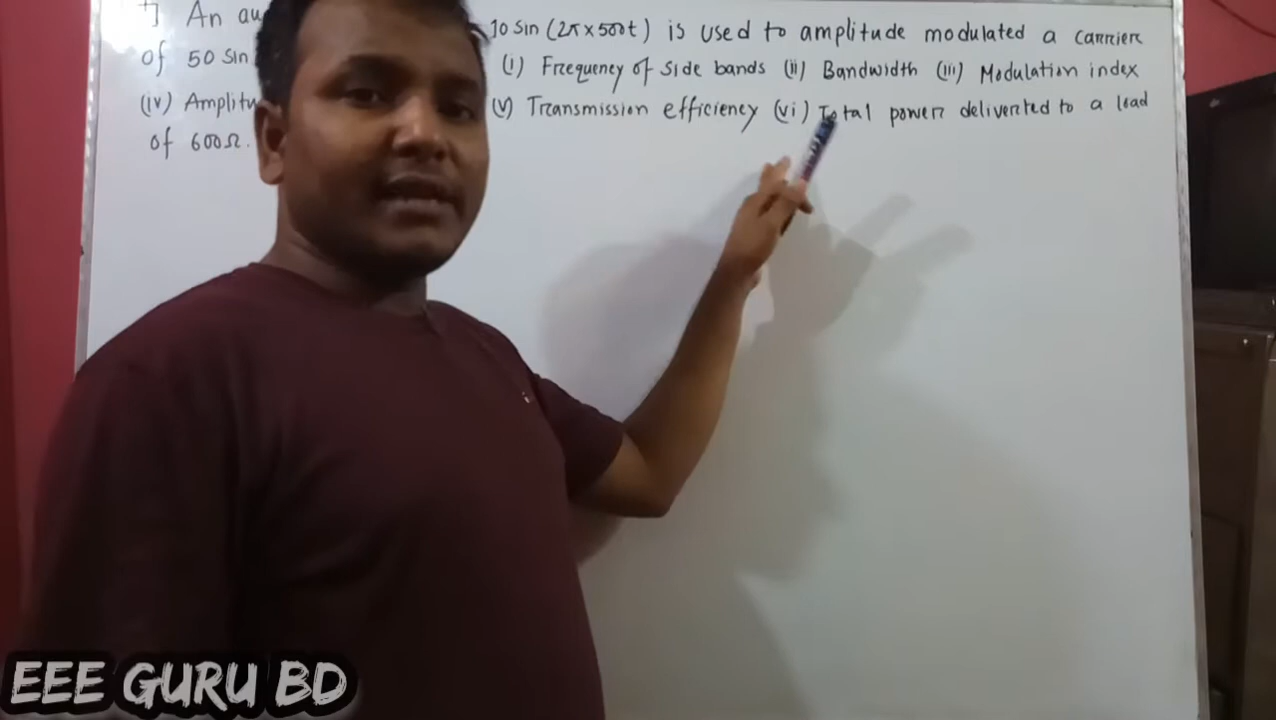 An au 10 sin (2π×500t) is used to amplitude modulated a carrier
of 50 sin (i) Frequency of side bands (ii) Bandwidth (iii) Modulation index
(iv) Amplitu (v) Transmission efficiency (vi) Total power deliverted to a load
of 600Ω.
EEE GURU BD